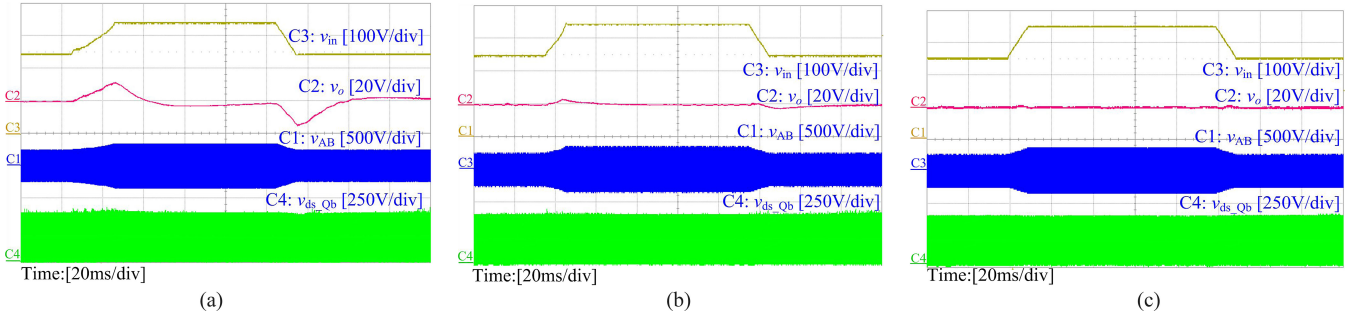 C3: vin [100V/div]
C2: vo [20V/div]
C2
C3
C1: vAB [500V/div]
C1
C4: vds_Qb [250V/div]
C4
Time:[20ms/div]
(a)
C3: vin [100V/div]
C2
C2: vo [20V/div]
C1
C1: vAB [500V/div]
C3
C4: vds_Qb [250V/div]
C4
Time:[20ms/div]
(b)
C3: vin [100V/div]
C2
C2: vo [20V/div]
C1
C1: vAB [500V/div]
C3
C4: vds_Qb [250V/div]
C4
Time:[20ms/div]
(c)